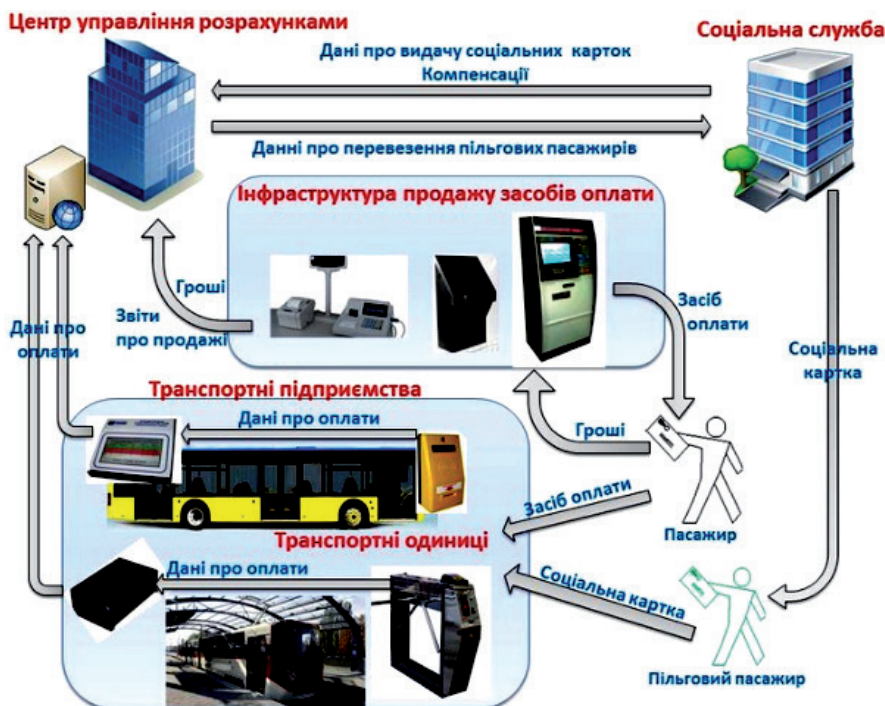 Центр управління розрахунками
Соціальна служба
Дані про видачу соціальних карток
Компенсації
Данні про перевезення пільгових пасажирів
Інфраструктура продажу засобів оплати
Гроші
Звіти
про продажі
Засіб
оплати
Дані про
оплати
Соціальна
картка
Транспортні підприємства
Дані про оплати
Гроші
Засіб оплати
Пасажир
Транспортні одиниці
Дані про оплати
Соціальна картка
Пільговий пасажир